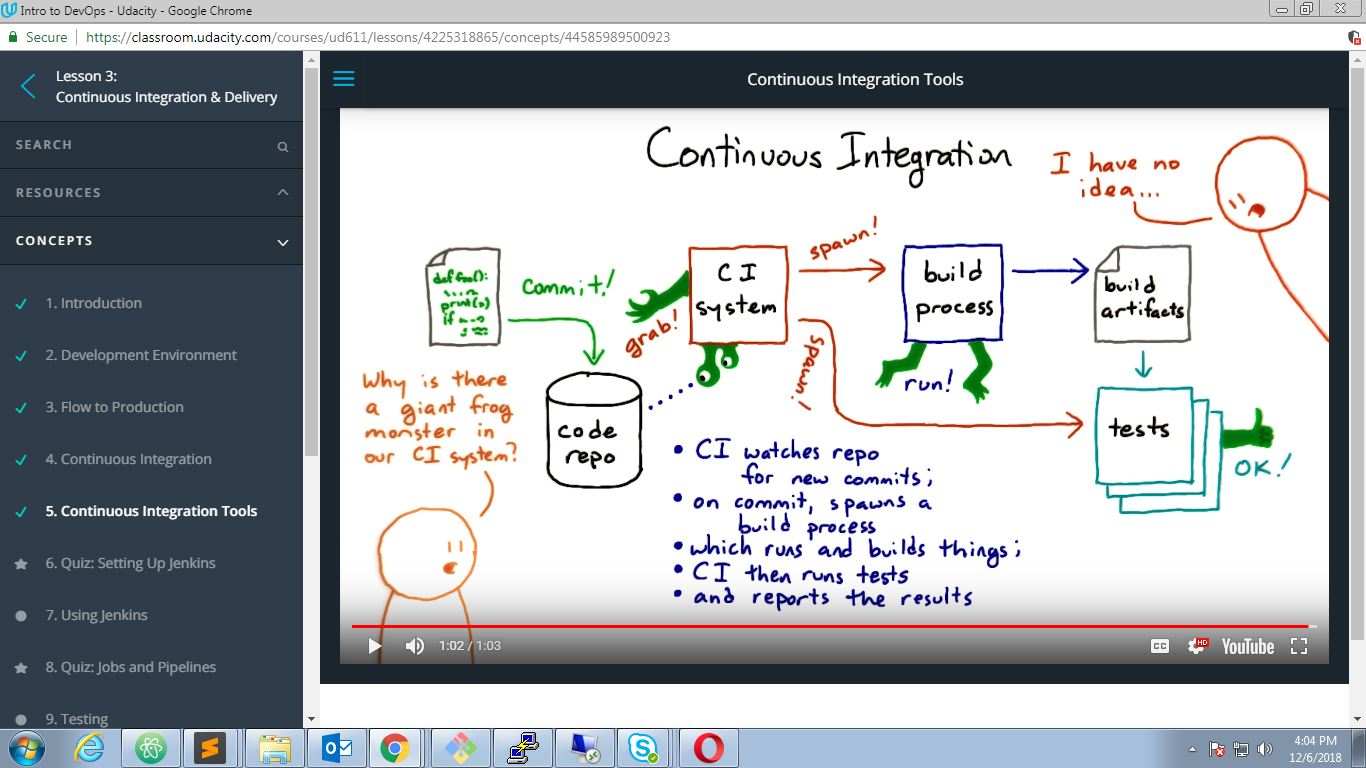 Intro to DevOps - Udacity - Google Chrome
Secure
https://classroom.udacity.com/courses/ud611/lessons/4225318865/concepts/44585989500923
Lesson 3:
Continuous Integration & Delivery
SEARCH
RESOURCES
CONCEPTS
1. Introduction
2. Development Environment
3. Flow to Production
4. Continuous Integration
5. Continuous Integration Tools
6. Quiz: Setting Up Jenkins
7. Using Jenkins
8. Quiz: Jobs and Pipelines
9. Testing
Continuous Integration Tools
Continuous Integration
I have no
idea...
def foo():
print(2)
if
commit!
grab!
CI
system
spawn!
spawn!
build
process
run!
build
artifacts
code
repo
tests
OK!
Why is there
a giant frog
monster in
our CI system?
• CI watches repo
for new commits;
• on commit, spawns a
build process
• which runs and builds things;
• CI then runs tests
• and reports the results
1:02 / 1:03
CC
HD
YouTube
4:04 PM
12/6/2018